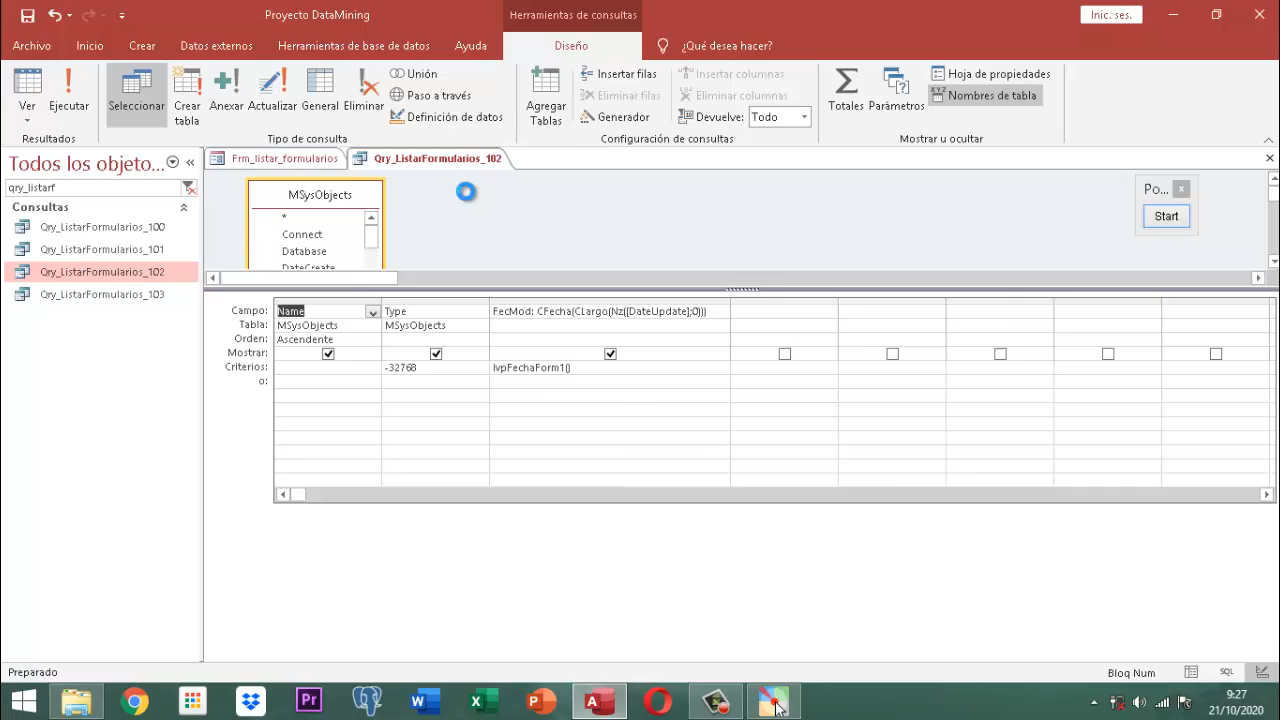 Proyecto DataMining
Herramientas de consultas
Inic. ses.
Archivo
Inicio
Crear
Datos externos
Herramientas de base de datos
Ayuda
Diseño
¿Qué desea hacer?
Ver
Ejecutar
Seleccionar
Crear tabla
Anexar
Actualizar
General
Eliminar
Unión
Paso a través
Definición de datos
Agregar Tablas
Insertar filas
Eliminar filas
Generador
Insertar columnas
Eliminar columnas
Devuelve: Todo
Totales
Parámetros
Hoja de propiedades
XYZ Nombres de tabla
Resultados
Tipo de consulta
Configuración de consultas
Mostrar u ocultar
Todos los objeto...
qry_listarf
Consultas
Qry_ListarFormularios_100
Qry_ListarFormularios_101
Qry_ListarFormularios_102
Qry_ListarFormularios_103
Frm_listar_formularios
Qry_ListarFormularios_102
MSysObjects
*
Connect
Database
DateCreate
Po...
Start
Campo: Name Type FecMod: CFecha(CLargo(Nz([DateUpdate];0)))
Tabla: MSysObjects MSysObjects
Orden: Ascendente
Mostrar:
Criterios: -32768 IvpFechaForm1()
o:
Preparado
Bloq Num
SQL
Pr
9:27
21/10/2020